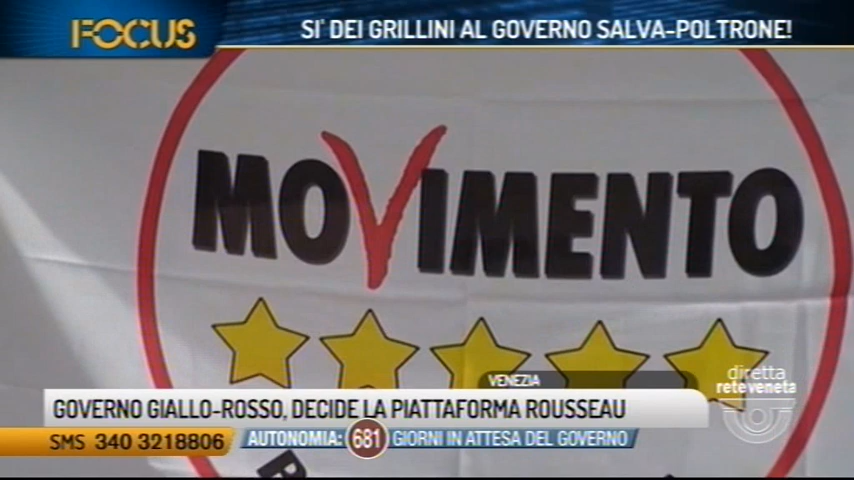 FOCUS
SI' DEI GRILLINI AL GOVERNO SALVA-POLTRONE!
MOVIMENTO
VENEZIA
diretta
reteveneta
GOVERNO GIALLO-ROSSO, DECIDE LA PIATTAFORMA ROUSSEAU
SMS 340 3218806
AUTONOMIA: 681 GIORNI IN ATTESA DEL GOVERNO